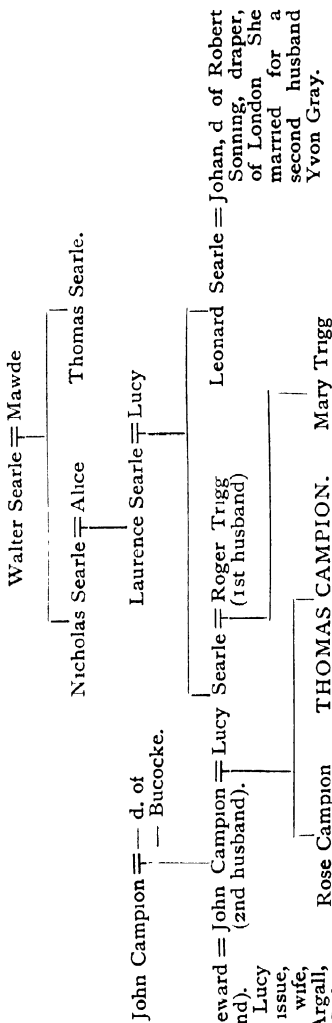 Walter Searle = Mawde
Nicholas Searle = Alice Thomas Searle.
John Campion = — d. of
— Bucocke.
Laurence Searle = Lucy
eward = John Campion = Lucy Searle = Roger Trigg
nd). (2nd husband). (1st husband)
Leonard Searle = Johan, d of Robert
Sonning, draper,
of London She
married for a
second husband
Yvon Gray.
Lucy
issue,
wife,
Argall,
Rose Campion THOMAS CAMPION. Mary Trigg